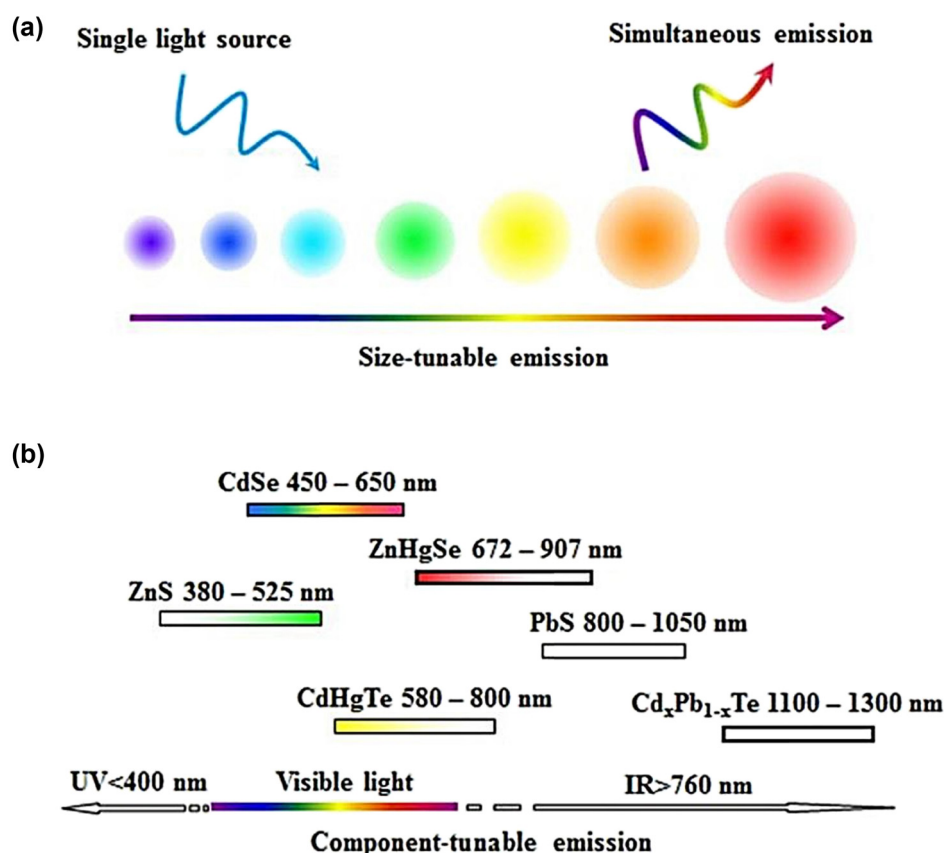 (a)
Single light source
Simultaneous emission
Size-tunable emission
(b)
CdSe 450 – 650 nm
ZnHgSe 672 – 907 nm
ZnS 380 – 525 nm
PbS 800 – 1050 nm
CdHgTe 580 – 800 nm
CdₓPb₁₋ₓTe 1100 – 1300 nm
UV<400 nm
Visible light
IR>760 nm
Component-tunable emission